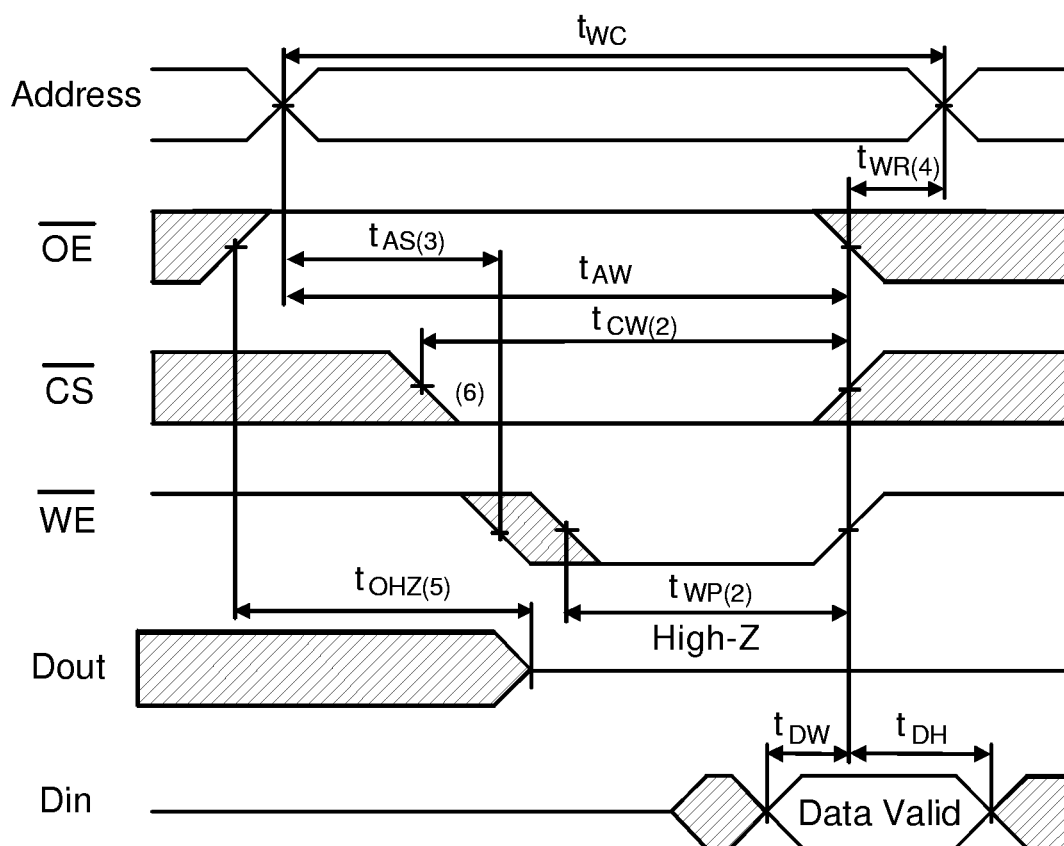 tWC
Address
tWR(4)
OE
tAS(3)
tAW
tCW(2)
CS
(6)
WE
tOHZ(5)
tWP(2)
High-Z
Dout
tDW
tDH
Din
Data Valid